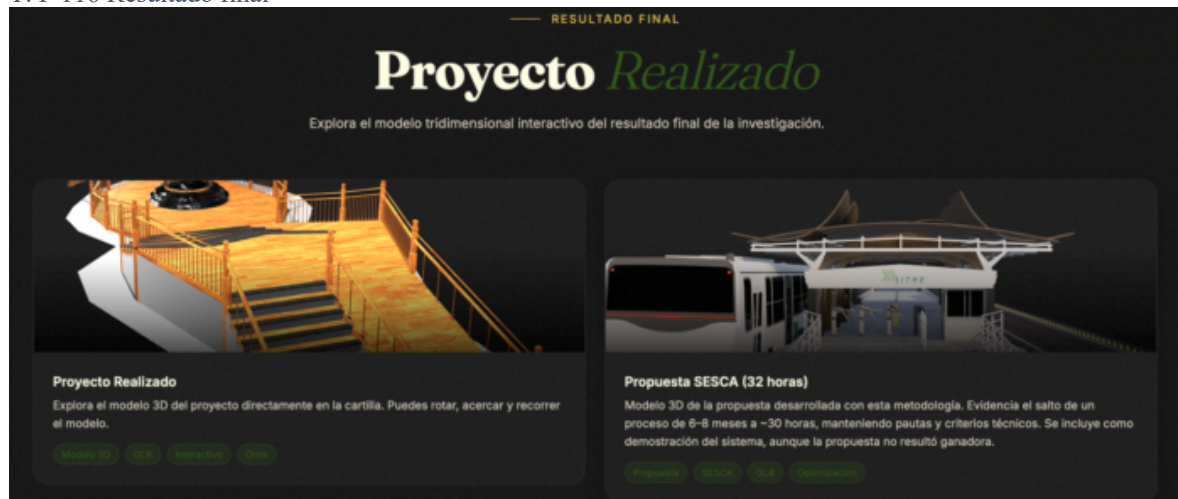 RESULTADO FINAL
Proyecto Realizado
Explora el modelo tridimensional interactivo del resultado final de la investigación.
SITME
Proyecto Realizado
Explora el modelo 3D del proyecto directamente en la cartilla. Puedes rotar, acercar y recorrer
el modelo.
Modelo 3D GLB Interactivo Orbit
Propuesta SESCA (32 horas)
Modelo 3D de la propuesta desarrollada con esta metodología. Evidencia el salto de un
proceso de 6–8 meses a ~30 horas, manteniendo pautas y criterios técnicos. Se incluye como
demostración del sistema, aunque la propuesta no resultó ganadora.
Propuesta SESCA GLB Optimización